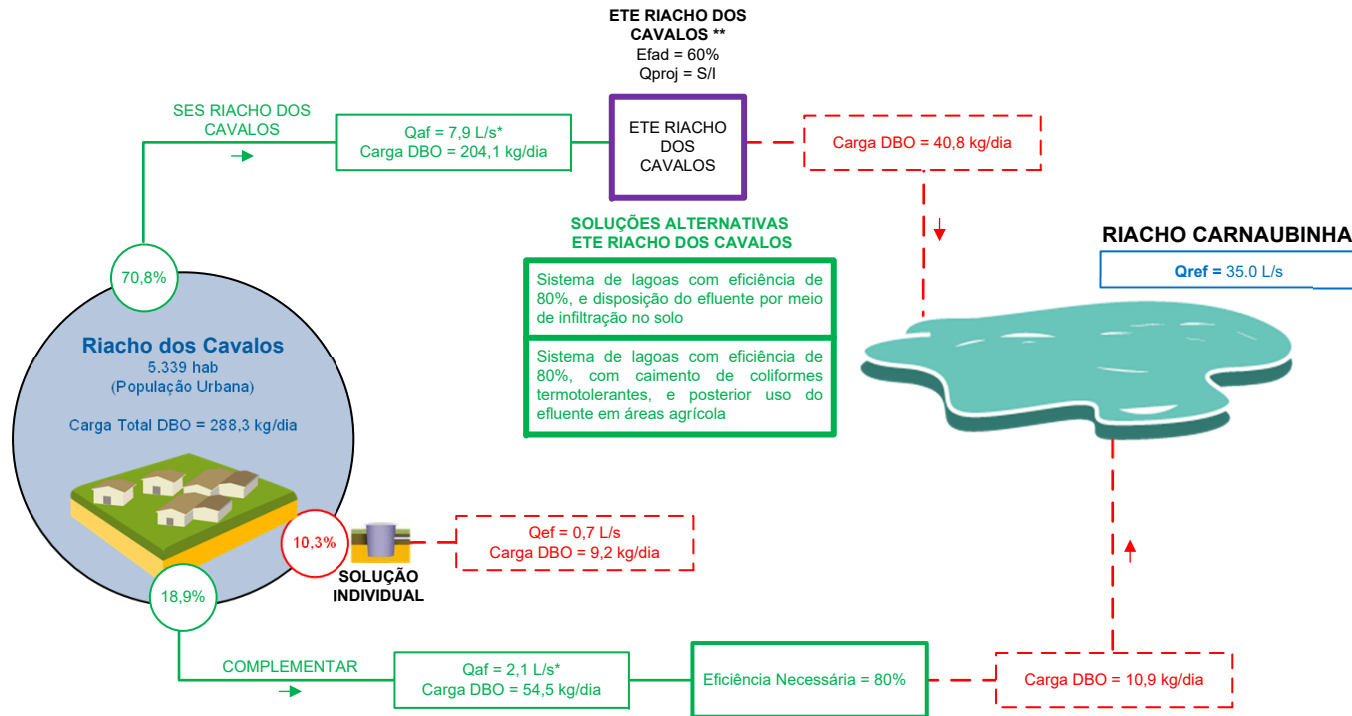 ETE RIACHO DOS
CAVALOS **
Efad = 60%
Qproj = S/I
SES RIACHO DOS
CAVALOS
Qaf = 7,9 L/s*
Carga DBO = 204,1 kg/dia
ETE RIACHO
DOS
CAVALOS
Carga DBO = 40,8 kg/dia
SOLUÇÕES ALTERNATIVAS
ETE RIACHO DOS CAVALOS
Sistema de lagoas com eficiência de
80%, e disposição do efluente por meio
de infiltração no solo
Sistema de lagoas com eficiência de
80%, com caimento de coliformes
termotolerantes, e posterior uso do
efluente em áreas agrícola
RIACHO CARNAUBINHA
Qref = 35.0 L/s
70,8%
Riacho dos Cavalos
5.339 hab
(População Urbana)
Carga Total DBO = 288,3 kg/dia
10,3%
SOLUÇÃO
INDIVIDUAL
Qef = 0,7 L/s
Carga DBO = 9,2 kg/dia
18,9%
COMPLEMENTAR
Qaf = 2,1 L/s*
Carga DBO = 54,5 kg/dia
Eficiência Necessária = 80%
Carga DBO = 10,9 kg/dia